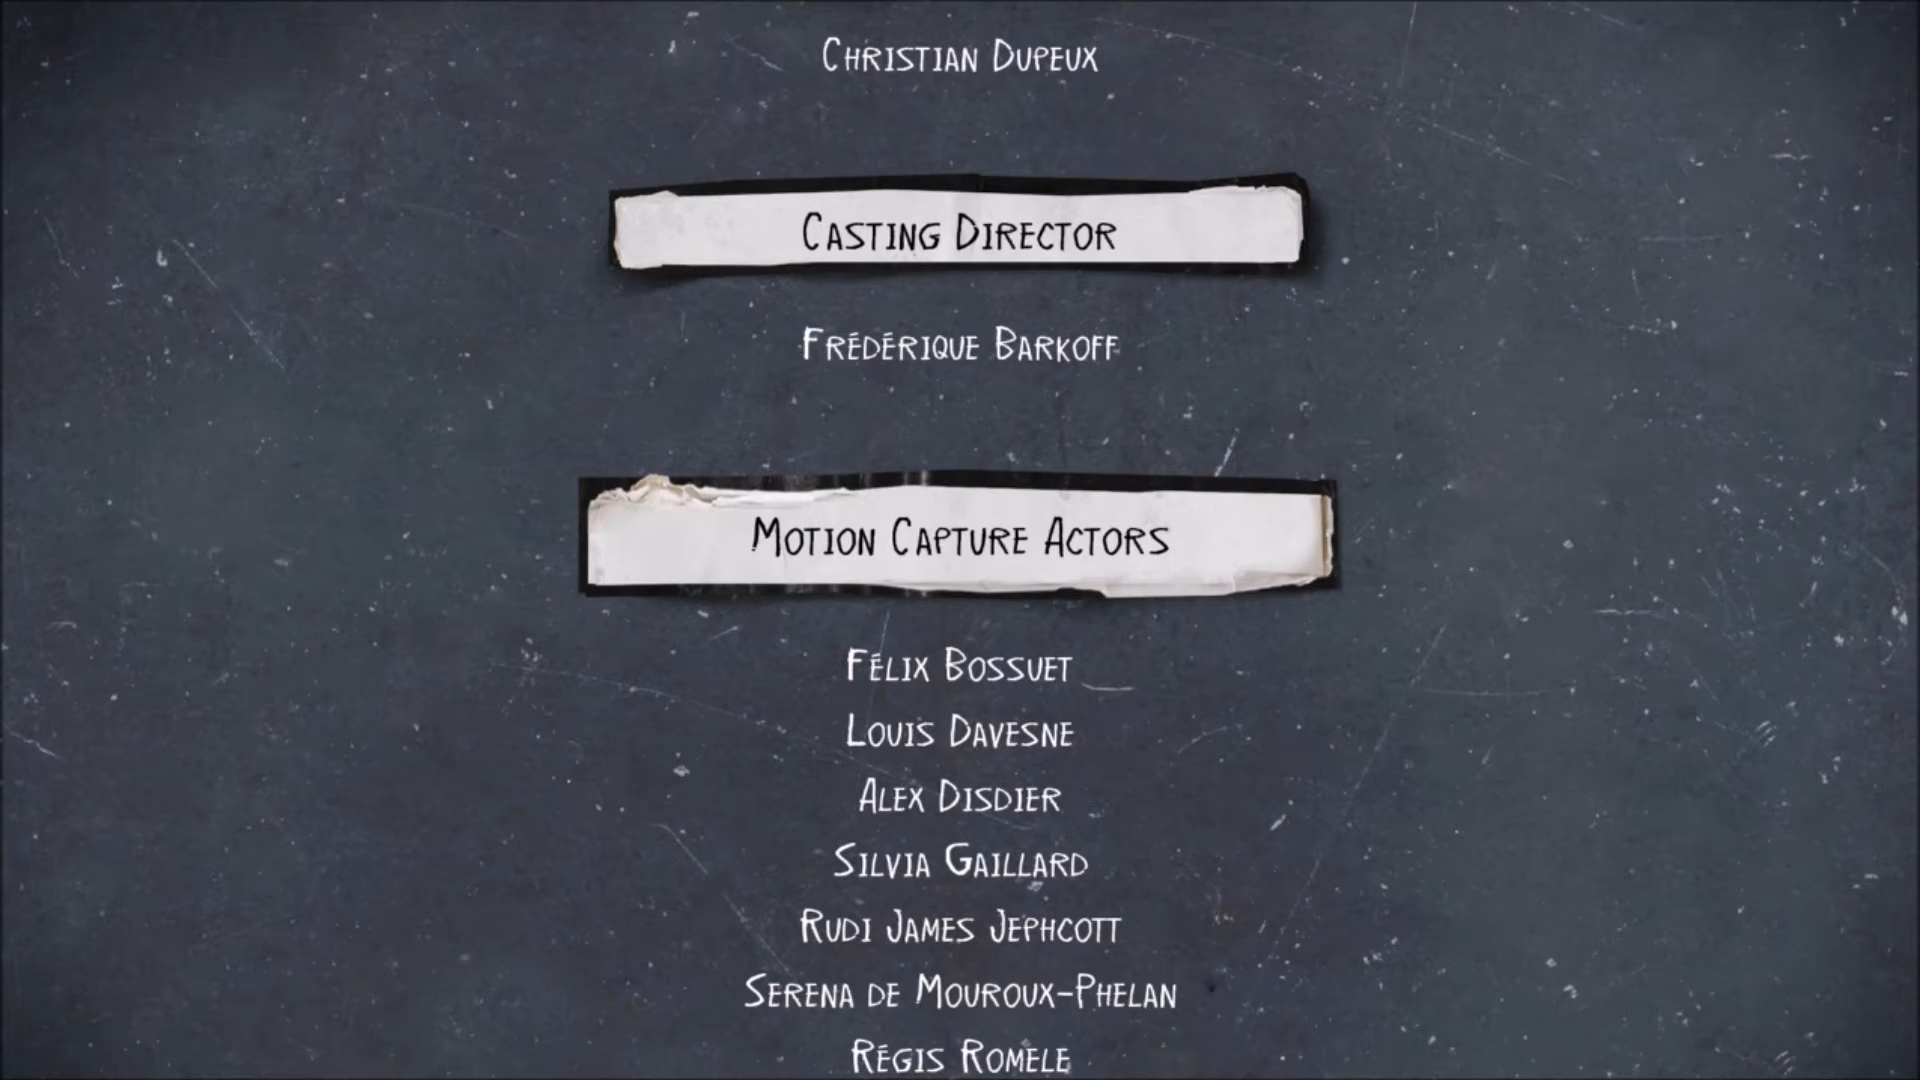 Christian Dupeux
Casting Director
Frédérique Barkoff
Motion Capture Actors
Félix Bossuet
Louis Davesne
Alex Disdier
Silvia Gaillard
Rudi James Jephcott
Serena de Mouroux-Phelan
Régis Romele